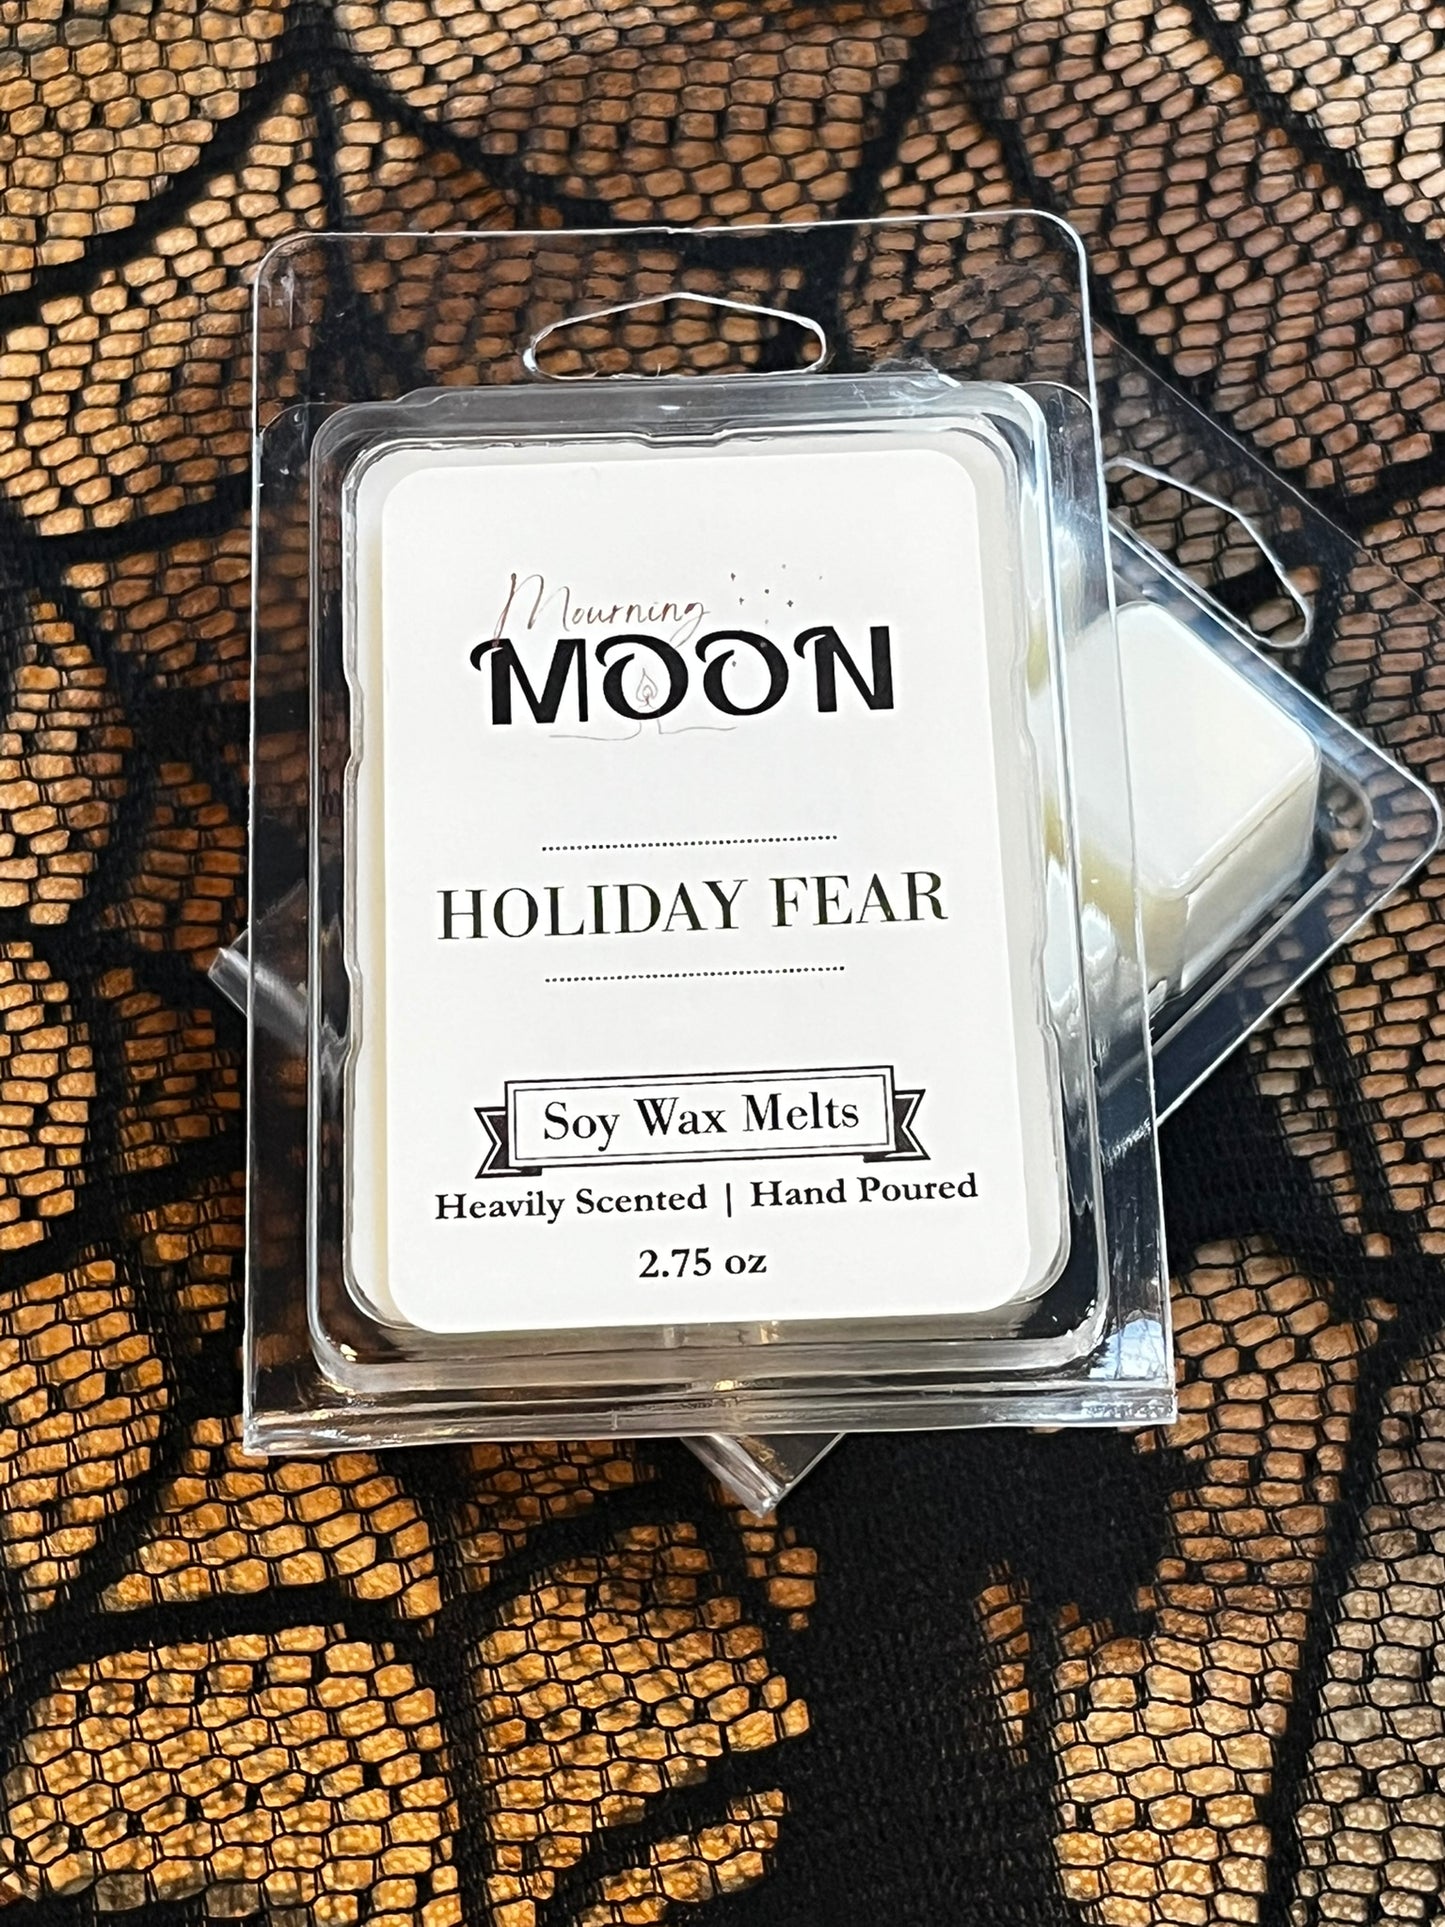 Mourning
MOON
HOLIDAY FEAR
Soy Wax Melts
Heavily Scented | Hand Poured
2.75 oz